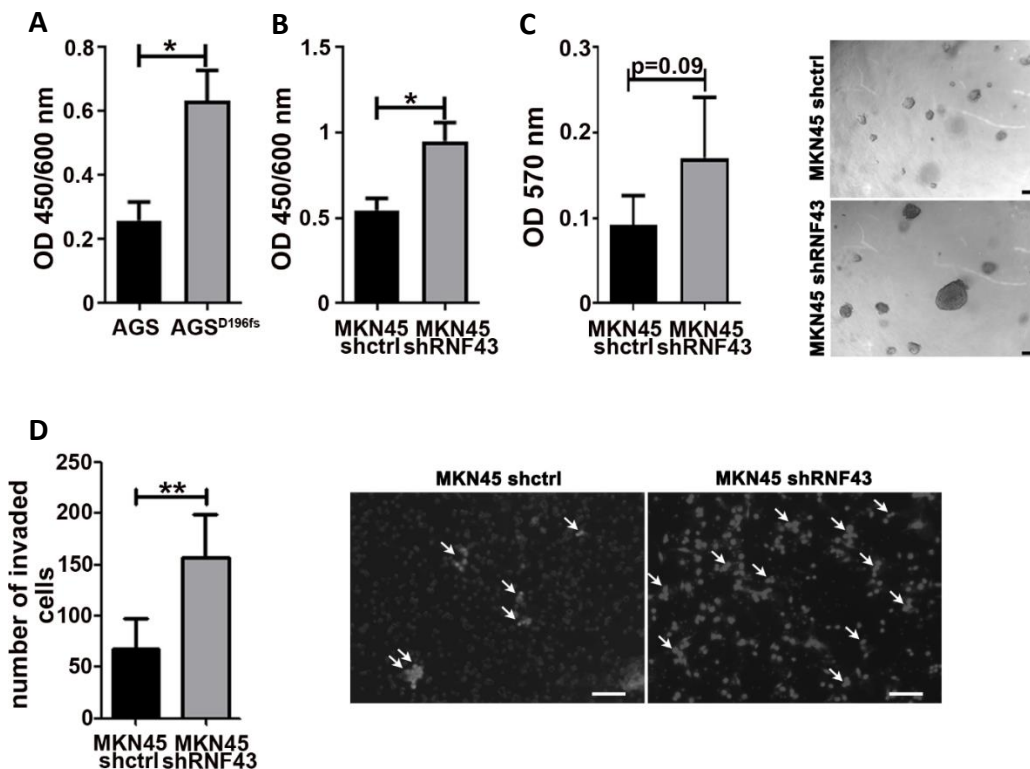 A
OD 450/600 nm
0.8
0.6
0.4
0.2
0
*
AGS
AGSD196fs
B
OD 450/600 nm
1.5
1
0.5
0
*
MKN45
shctrl
MKN45
shRNF43
C
OD 570 nm
0.3
0.2
0.1
0
p=0.09
MKN45
shctrl
MKN45
shRNF43
MKN45 shctrl
MKN45 shRNF43
D
number of invaded
cells
250
200
150
100
50
0
**
MKN45
shctrl
MKN45
shRNF43
MKN45 shctrl
MKN45 shRNF43